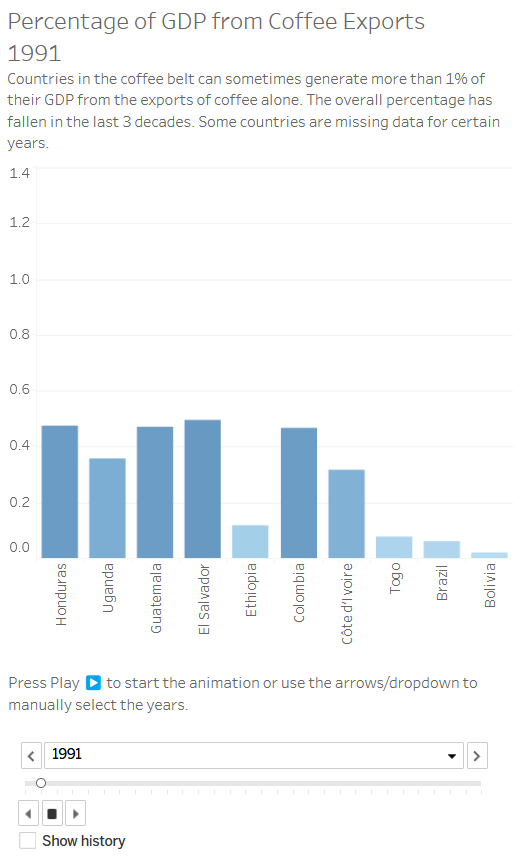 Percentage of GDP from Coffee Exports
1991
Countries in the coffee belt can sometimes generate more than 1% of
their GDP from the exports of coffee alone. The overall percentage has
fallen in the last 3 decades. Some countries are missing data for certain
years.
1.4
1.2
1.0
0.8
0.6
0.4
0.2
0.0
Honduras
Uganda
Guatemala
El Salvador
Ethiopia
Colombia
Côte d'Ivoire
Togo
Brazil
Bolivia
Press Play to start the animation or use the arrows/dropdown to
manually select the years.
1991
Show history